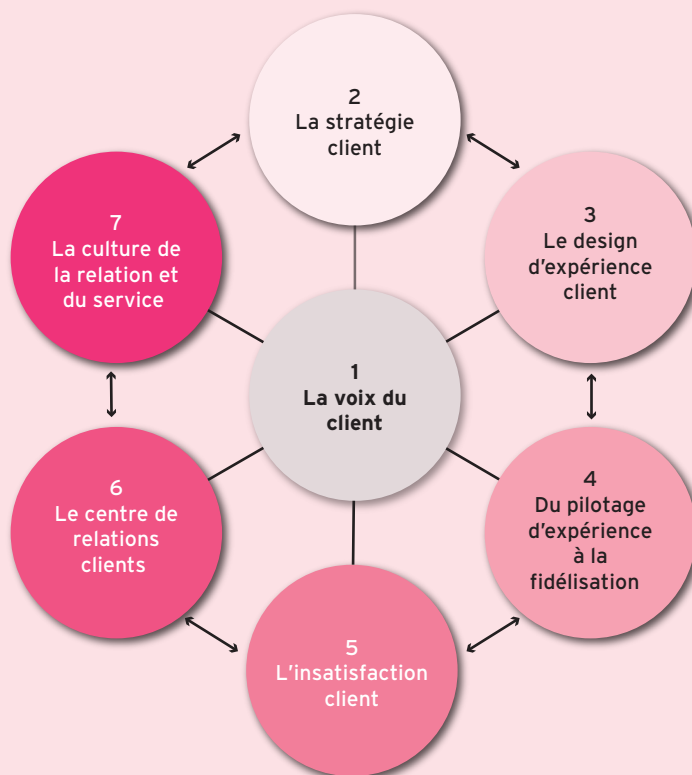 1
La voix du
client
2
La stratégie
client
3
Le design
d'expérience
client
4
Du pilotage
d'expérience
à la
fidélisation
5
L'insatisfaction
client
6
Le centre de
relations
clients
7
La culture de
la relation et
du service